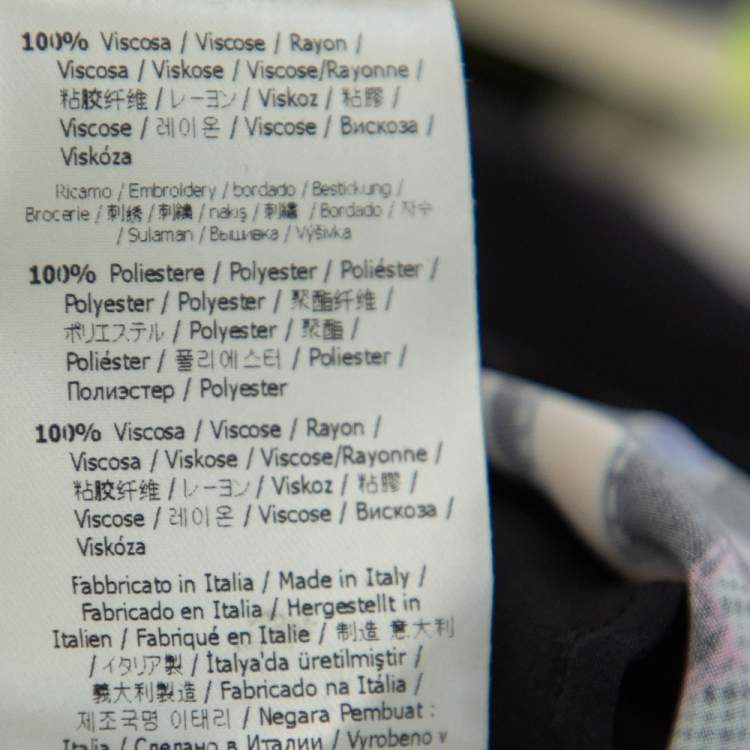 100% Viscosa / Viscose / Rayon /
Viscosa / Viskose / Viscose/Rayonne /
粘胶纤维 / レーヨン / Viskoz / 粘膠 /
Viscose / 레이온 / Viscose / Вискоза /
Viskóza
Ricamo / Embroidery / bordado / Bestickung /
Brocerie / 刺绣 / 刺繍 / nakış / 刺繡 / Bordado / 자수
/ Sulaman / Вышивка / Výšivka
100% Poliestere / Polyester / Poliéster /
Polyester / Polyester / 聚酯纤维 /
ポリエステル / Polyester / 聚酯 /
Poliéster / 폴리에스터 / Poliester /
Полиэстер / Polyester
100% Viscosa / Viscose / Rayon /
Viscosa / Viskose / Viscose/Rayonne /
粘胶纤维 / レーヨン / Viskoz / 粘膠 /
Viscose / 레이온 / Viscose / Вискоза /
Viskóza
Fabbricato in Italia / Made in Italy /
Fabricado en Italia / Hergestellt in
Italien / Fabriqué en Italie / 制造 意大利
/ イタリア製 / İtalya'da üretilmiştir /
義大利製造 / Fabricado na Itália /
제조국명 이태리 / Negara Pembuat :
Italia / Сделано в Италии / Vyrobeno v